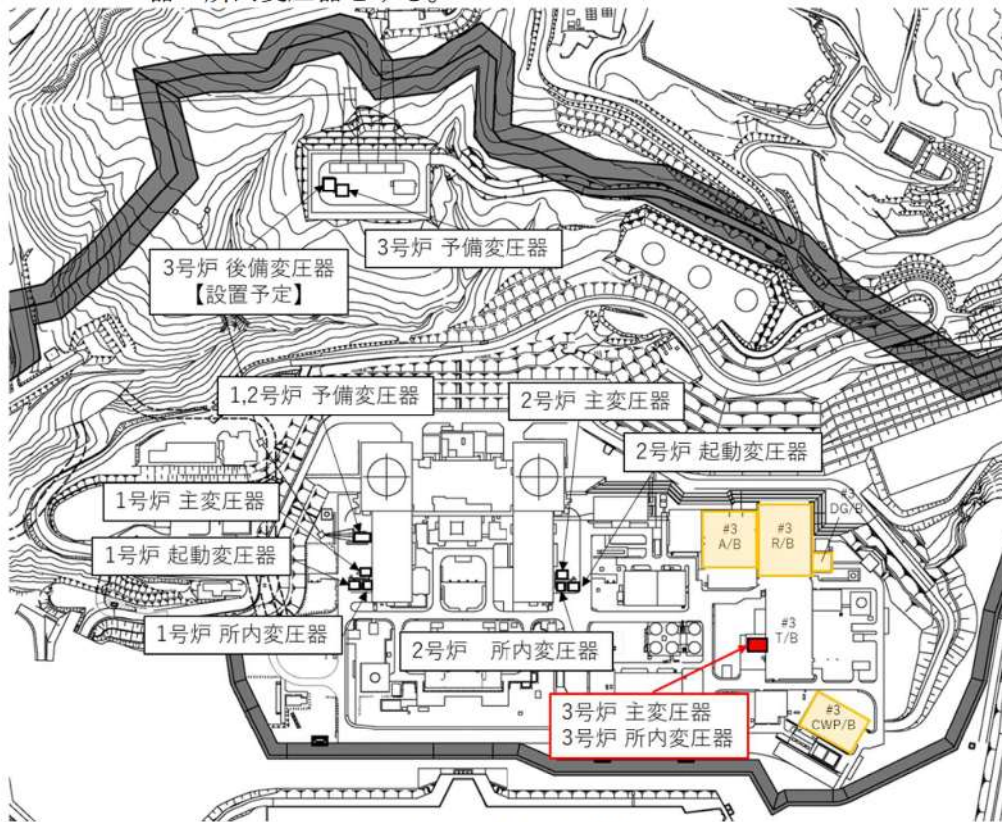 3号炉 予備変圧器
3号炉 後備変圧器
【設置予定】
1,2号炉 予備変圧器
2号炉 主変圧器
2号炉 起動変圧器
1号炉 主変圧器
#3
DG/B
#3
A/B
#3
R/B
1号炉 起動変圧器
1号炉 所内変圧器
2号炉 所内変圧器
#3
T/B
3号炉 主変圧器
3号炉 所内変圧器
#3
CWP/B